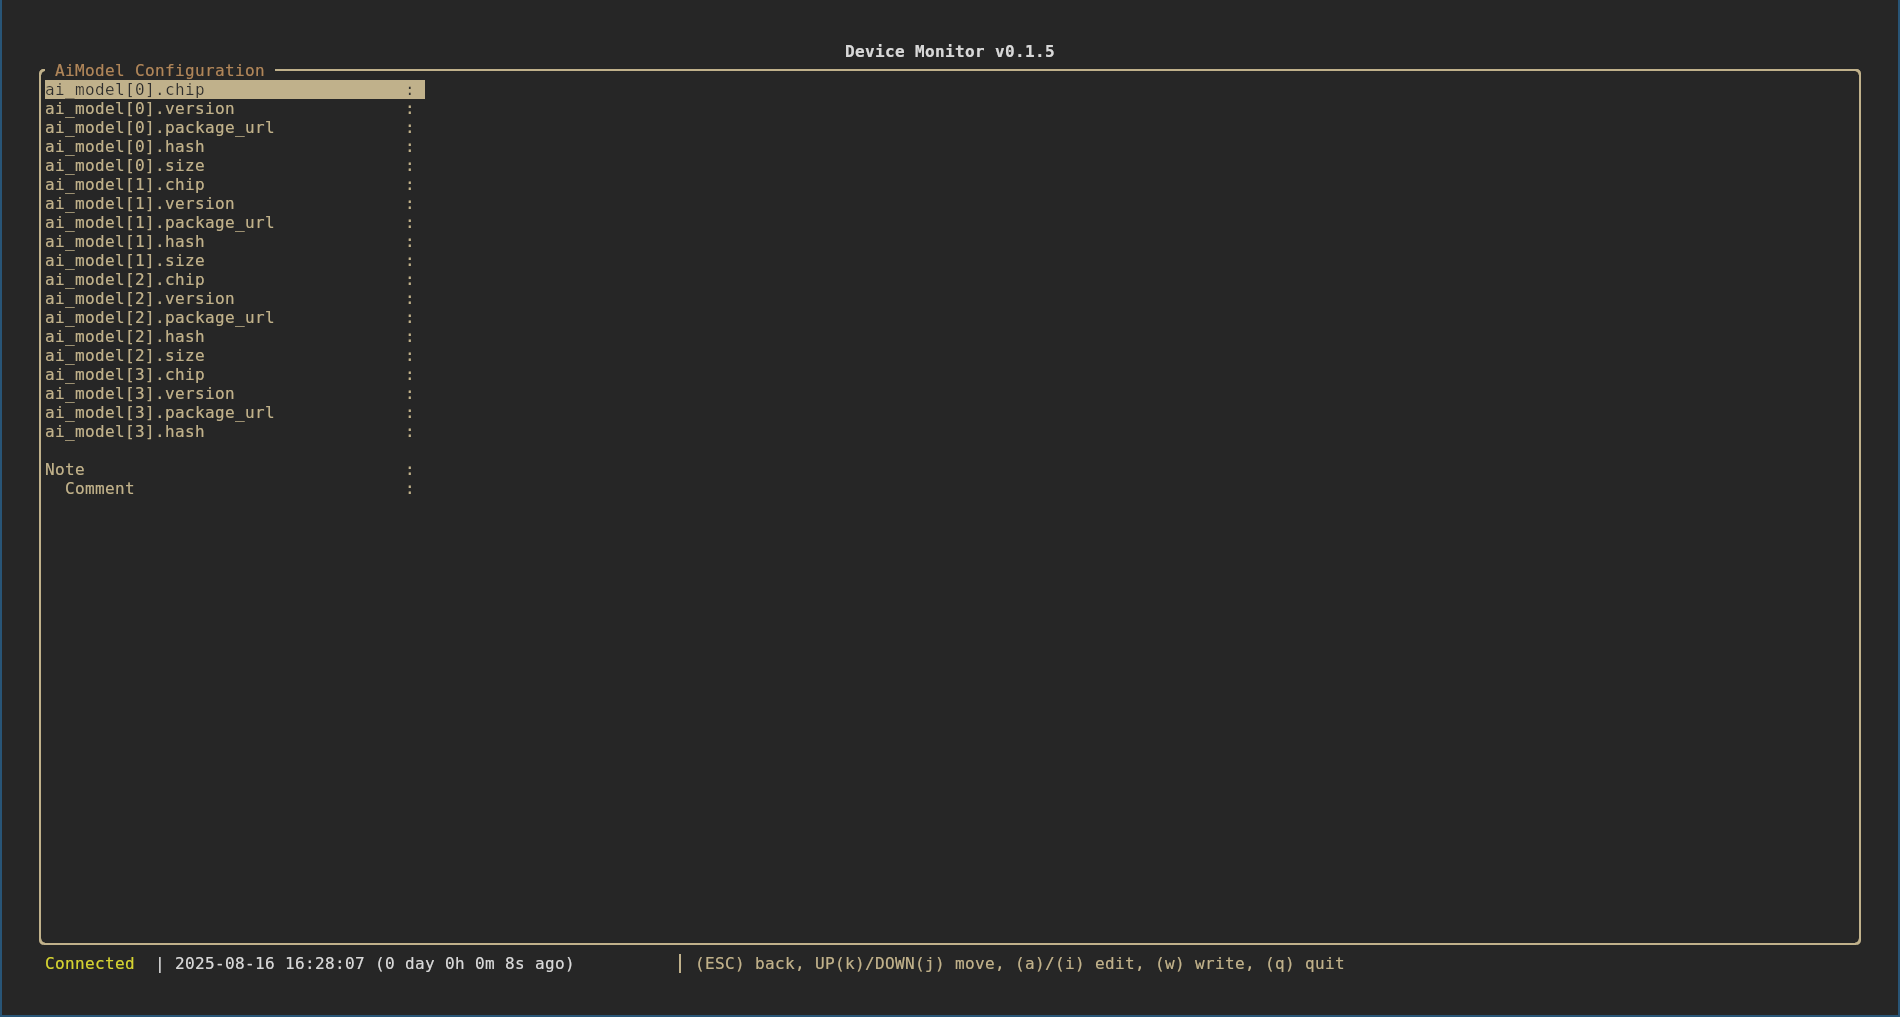 Device Monitor v0.1.5
AiModel Configuration
ai_model[0].chip :
ai_model[0].version :
ai_model[0].package_url :
ai_model[0].hash :
ai_model[0].size :
ai_model[1].chip :
ai_model[1].version :
ai_model[1].package_url :
ai_model[1].hash :
ai_model[1].size :
ai_model[2].chip :
ai_model[2].version :
ai_model[2].package_url :
ai_model[2].hash :
ai_model[2].size :
ai_model[3].chip :
ai_model[3].version :
ai_model[3].package_url :
ai_model[3].hash :
Note :
Comment :
Connected | 2025-08-16 16:28:07 (0 day 0h 0m 8s ago) | (ESC) back, UP(k)/DOWN(j) move, (a)/(i) edit, (w) write, (q) quit